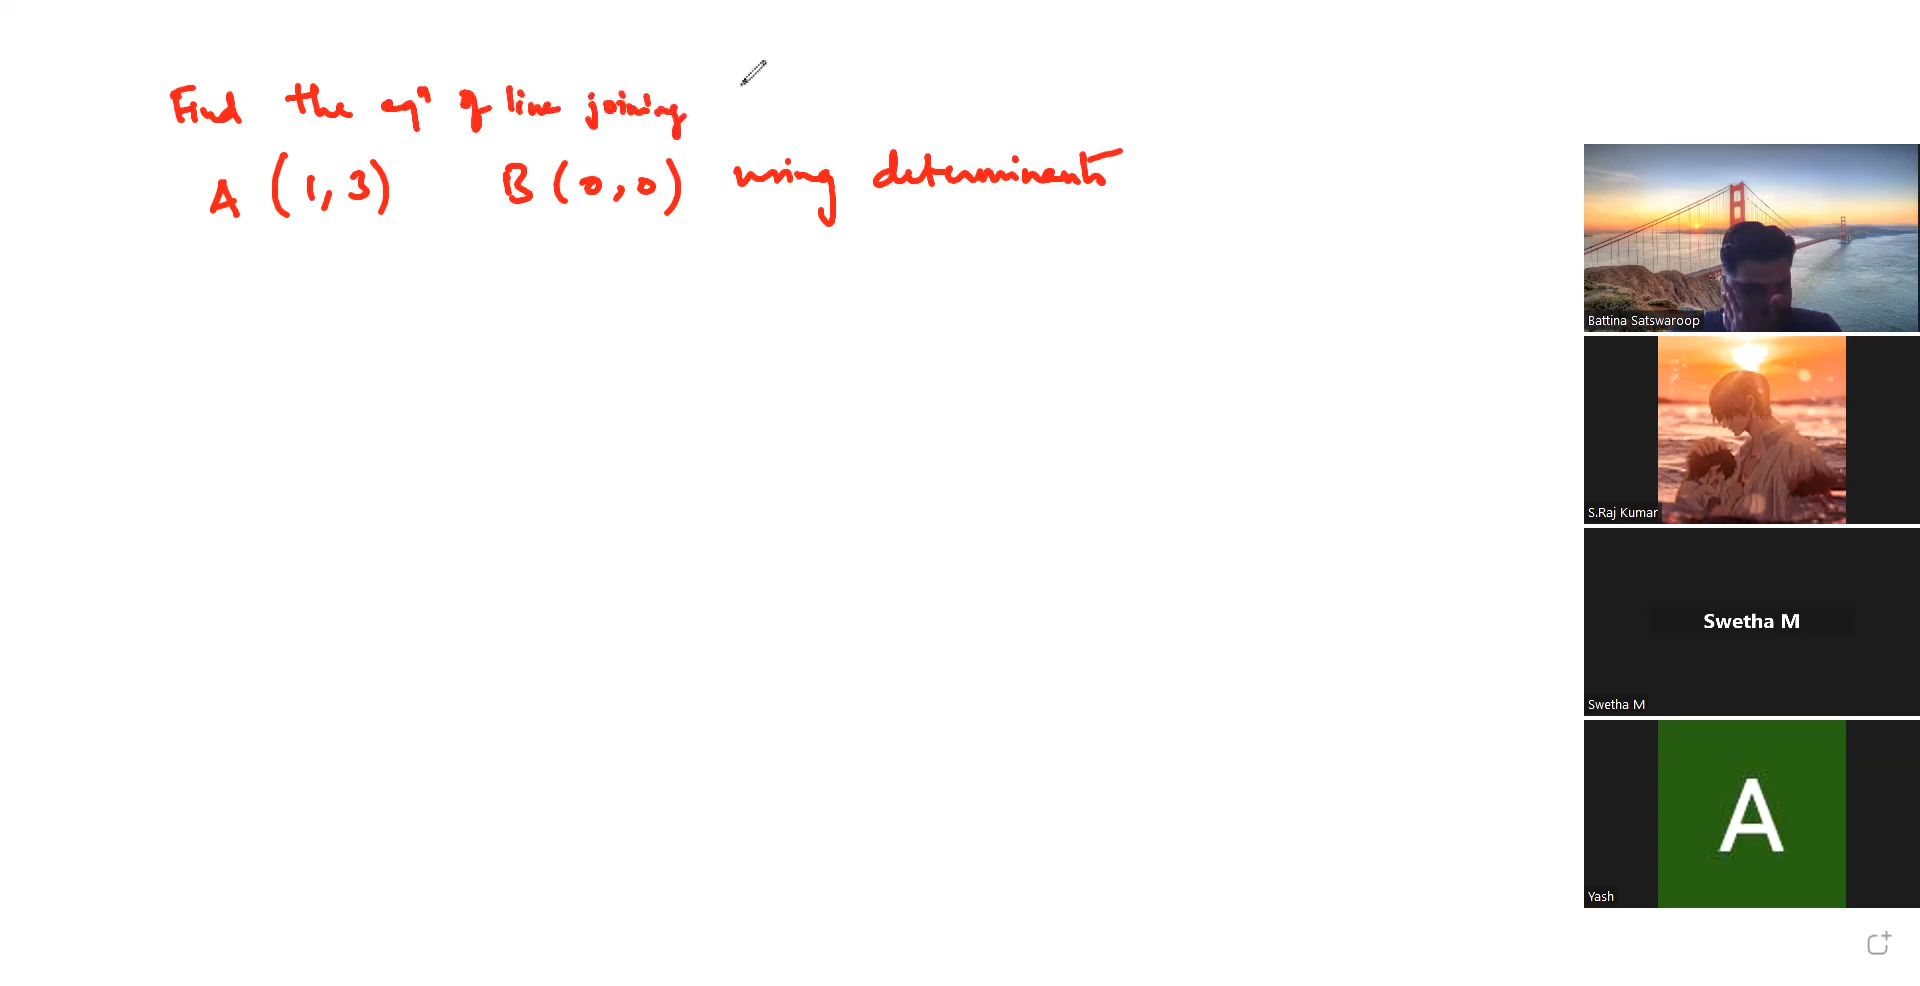 Find the eqⁿ of line joining
A (1, 3) B (0, 0) using determinants
Battina Satswaroop
S.Raj Kumar
Swetha M
Swetha M
A
Yash